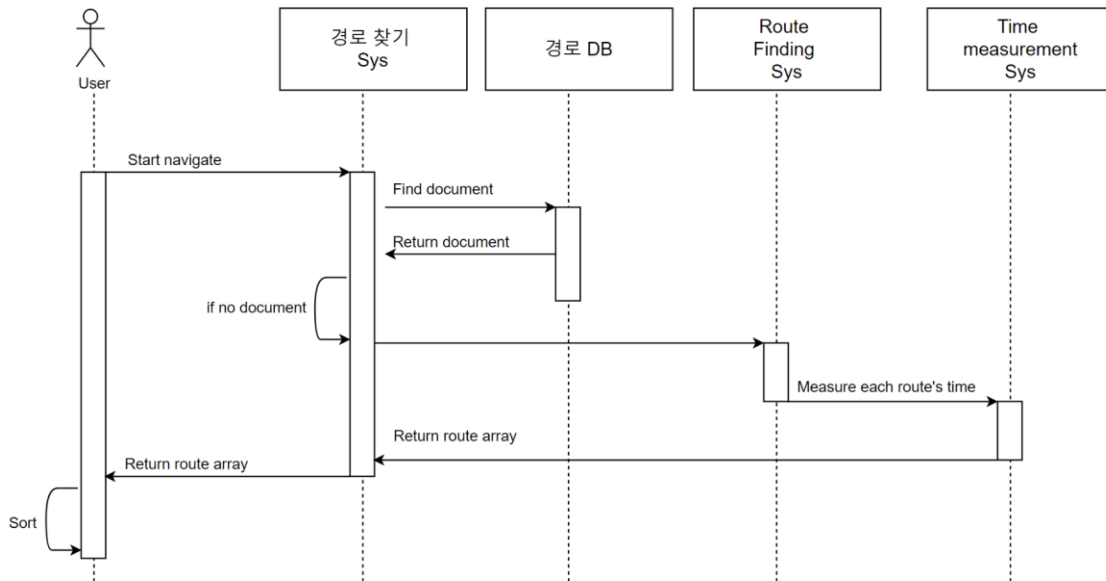 User
경로 찾기
Sys
경로 DB
Route
Finding
Sys
Time
measurement
Sys
Start navigate
Find document
Return document
if no document
Measure each route's time
Return route array
Return route array
Sort